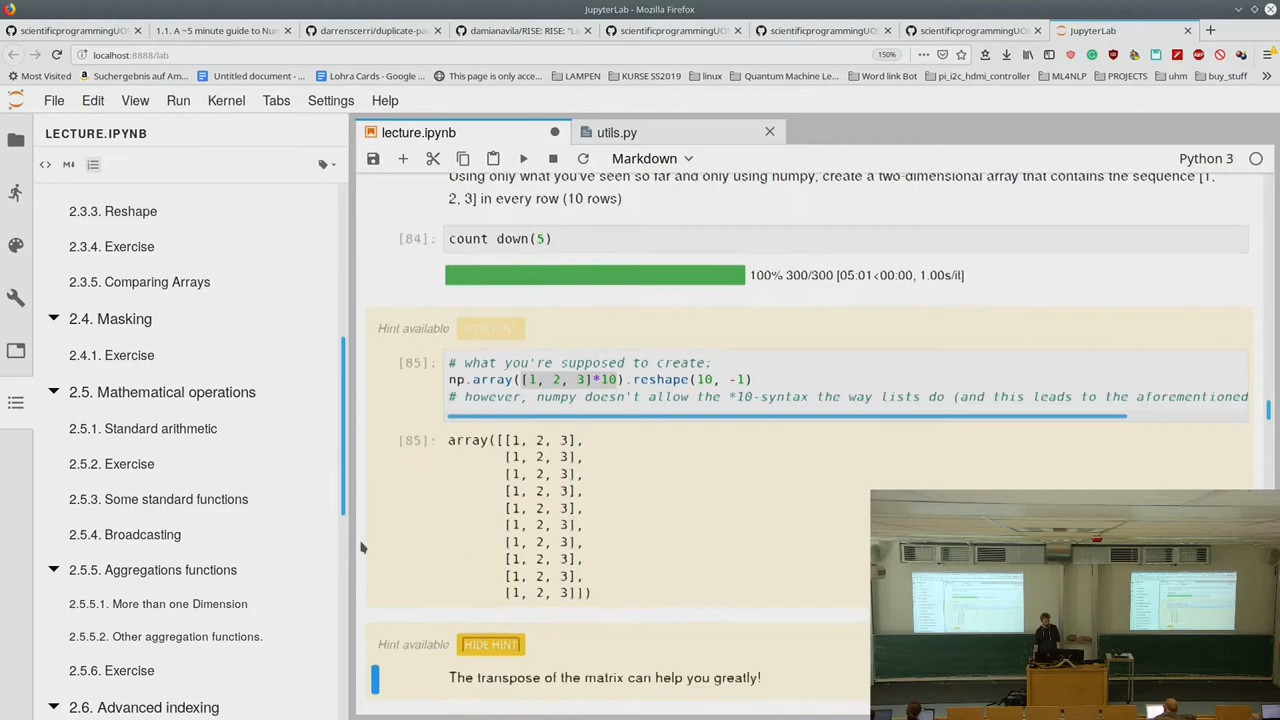 JupyterLab - Mozilla Firefox
scientificprogrammingUOS
1.1. A ~5 minute guide to Nu
darrenscerri/duplicate-pa
damianavila/RISE: RISE: "Li
scientificprogrammingUOS
scientificprogrammingUOS
scientificprogrammingUOS
JupyterLab
localhost:8888/lab
150%
Most Visited
Suchergebnis auf Am...
Untitled document -...
Lohra Cards - Google ...
This page is only acce...
LAMPEN
KURSE SS2019
linux
Quantum Machine Le...
Word link Bot
pi_i2c_hdmi_controller
ML4NLP
PROJECTS
uhm
buy_stuff
File Edit View Run Kernel Tabs Settings Help
LECTURE.IPYNB
2.3.3. Reshape
2.3.4. Exercise
2.3.5. Comparing Arrays
2.4. Masking
2.4.1. Exercise
2.5. Mathematical operations
2.5.1. Standard arithmetic
2.5.2. Exercise
2.5.3. Some standard functions
2.5.4. Broadcasting
2.5.5. Aggregations functions
2.5.5.1. More than one Dimension
2.5.5.2. Other aggregation functions.
2.5.6. Exercise
2.6. Advanced indexing
lecture.ipynb
utils.py
Markdown
Python 3
Using only what you've seen so far and only using numpy, create a two-dimensional array that contains the sequence [1,
2, 3] in every row (10 rows)
[84]: count down(5)
100% 300/300 [05:01<00:00, 1.00s/it]
Hint available HIDE HINT
[85]: # what you're supposed to create:
np.array([1, 2, 3]*10).reshape(10, -1)
# however, numpy doesn't allow the *10-syntax the way lists do (and this leads to the aforementioned
[85]: array([[1, 2, 3],
[1, 2, 3],
[1, 2, 3],
[1, 2, 3],
[1, 2, 3],
[1, 2, 3],
[1, 2, 3],
[1, 2, 3],
[1, 2, 3],
[1, 2, 3]])
Hint available HIDE HINT
The transpose of the matrix can help you greatly!